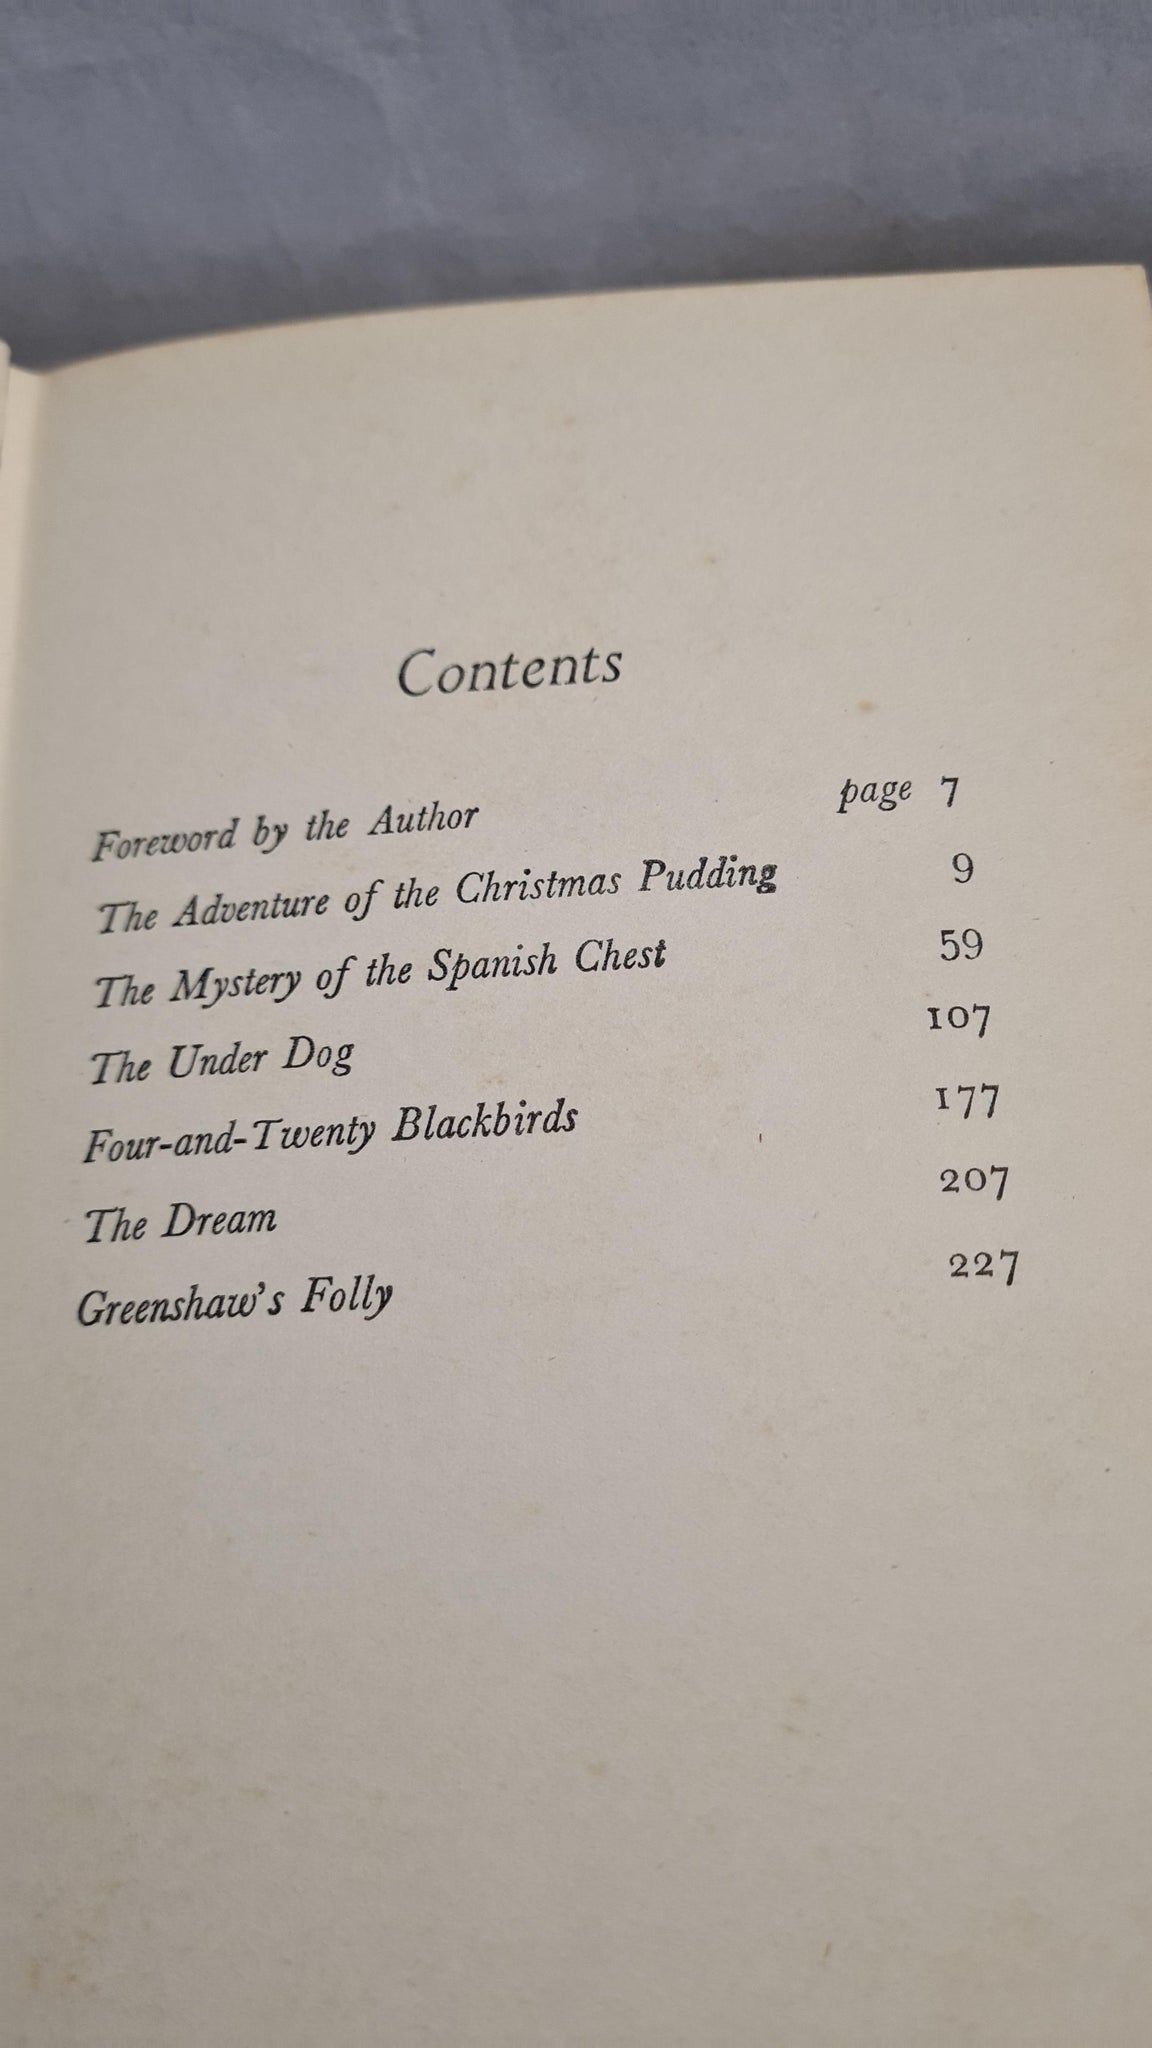 Contents
Foreword by the Author page 7
The Adventure of the Christmas Pudding 9
The Mystery of the Spanish Chest 59
The Under Dog 107
Four-and-Twenty Blackbirds 177
The Dream 207
Greenshaw's Folly 227